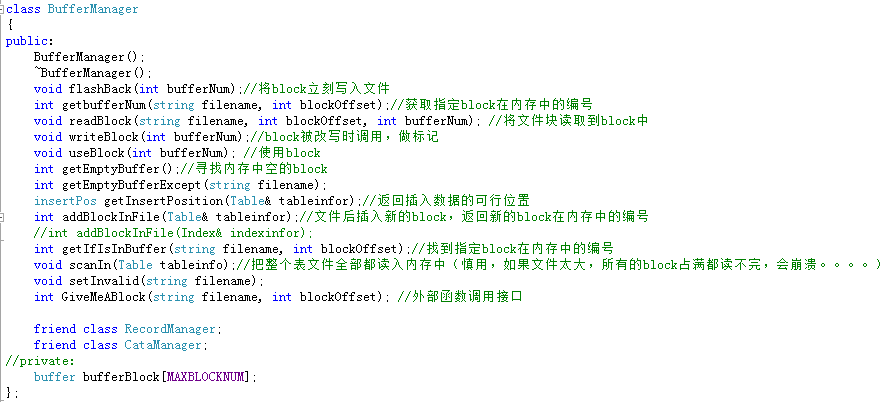 class BufferManager
{
public:
    BufferManager();
    ~BufferManager();
    void flashBack(int bufferNum);//将block立刻写入文件
    int getbufferNum(string filename, int blockOffset);//获取指定block在内存中的编号
    void readBlock(string filename, int blockOffset, int bufferNum); //将文件块读取到block中
    void writeBlock(int bufferNum);//block被改写时调用，做标记
    void useBlock(int bufferNum); //使用block
    int getEmptyBuffer();//寻找内存中空的block
    int getEmptyBufferExcept(string filename);
    insertPos getInsertPosition(Table& tableinfor);//返回插入数据的可行位置
    int addBlockInFile(Table& tableinfor);//文件后插入新的block，返回新的block在内存中的编号
    //int addBlockInFile(Index& indexinfor);
    int getIfIsInBuffer(string filename, int blockOffset);//找到指定block在内存中的编号
    void scanIn(Table tableinfo);//把整个表文件全部都读入内存中（慎用，如果文件太大，所有的block占满都读不完，会崩溃。。。。）
    void setInvalid(string filename);
    int GiveMeABlock(string filename, int blockOffset); //外部函数调用接口
    friend class RecordManager;
    friend class CataManager;
//private:
    buffer bufferBlock[MAXBLOCKNUM];
};